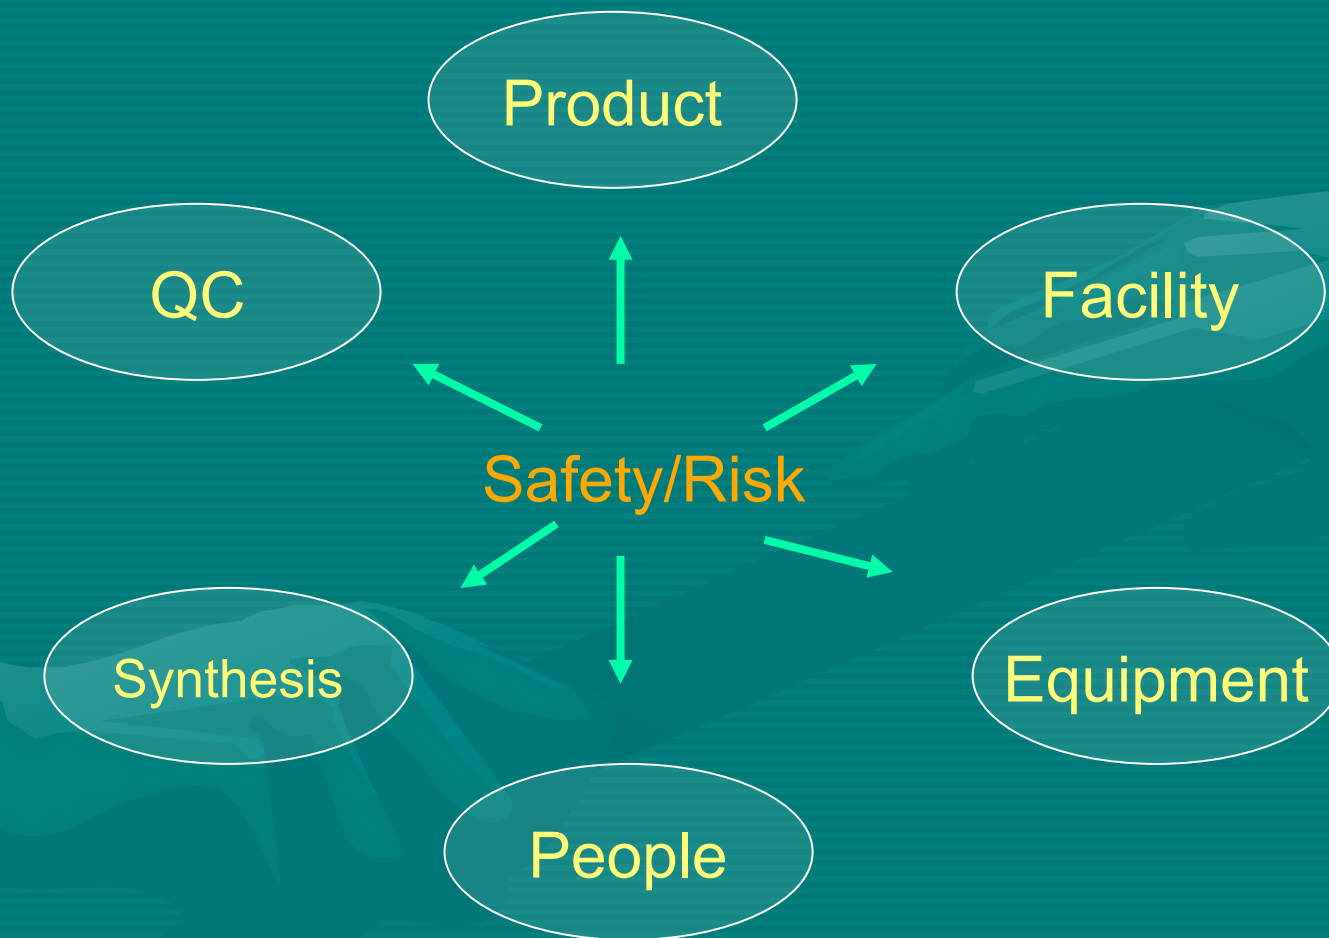 Product
QC
Facility
Safety/Risk
Synthesis
Equipment
People